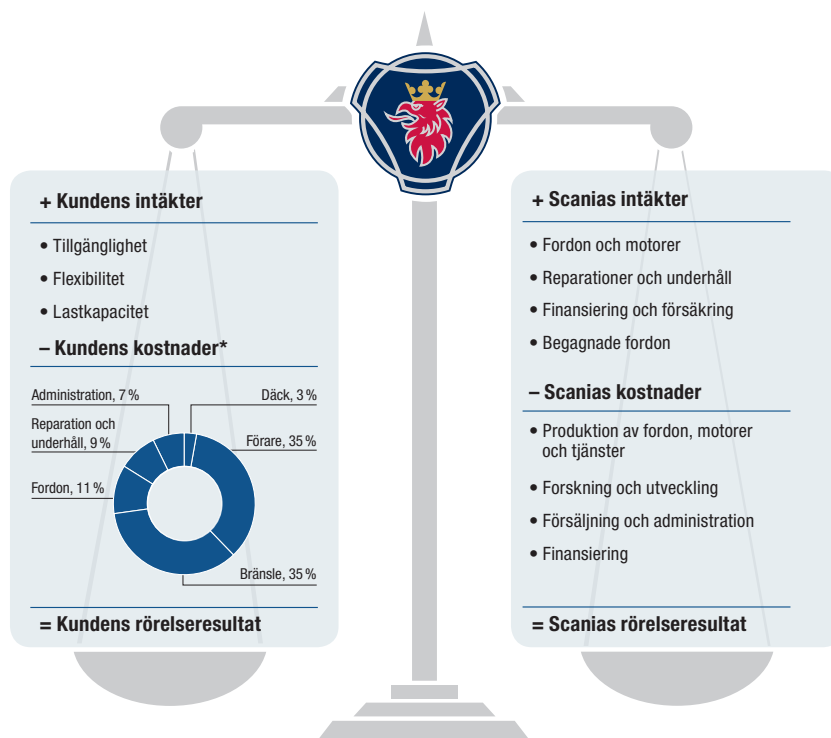 + Kundens intäkter
• Tillgänglighet
• Flexibilitet
• Lastkapacitet
– Kundens kostnader*
Administration, 7 %
Däck, 3 %
Reparation och
underhåll, 9 %
Förare, 35 %
Fordon, 11 %
Bränsle, 35 %
= Kundens rörelseresultat
+ Scanias intäkter
• Fordon och motorer
• Reparationer och underhåll
• Finansiering och försäkring
• Begagnade fordon
– Scanias kostnader
• Produktion av fordon, motorer
och tjänster
• Forskning och utveckling
• Försäljning och administration
• Finansiering
= Scanias rörelseresultat